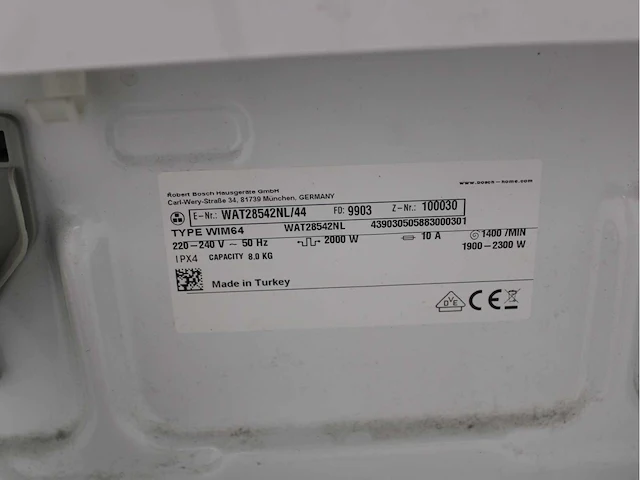 Robert Bosch Hausgeräte GmbH
Carl-Wery-Straße 34, 81739 München, GERMANY
www.bosch-home.com
E-Nr.: WAT28542NL/44 FD: 9903 Z-Nr.: 100030
TYPE WIM64 WAT28542NL 439030505883000301
220-240 V ~ 50 Hz 2000 W 10 A 1400 /MIN
IPX4 CAPACITY 8.0 KG 1900-2300 W
Made in Turkey
DVE CE